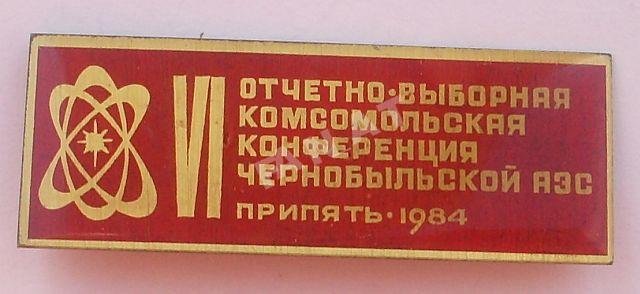 VI
ОТЧЕТНО-ВЫБОРНАЯ
КОМСОМОЛЬСКАЯ
КОНФЕРЕНЦИЯ
ЧЕРНОБЫЛЬСКОЙ АЭС
ПРИПЯТЬ·1984